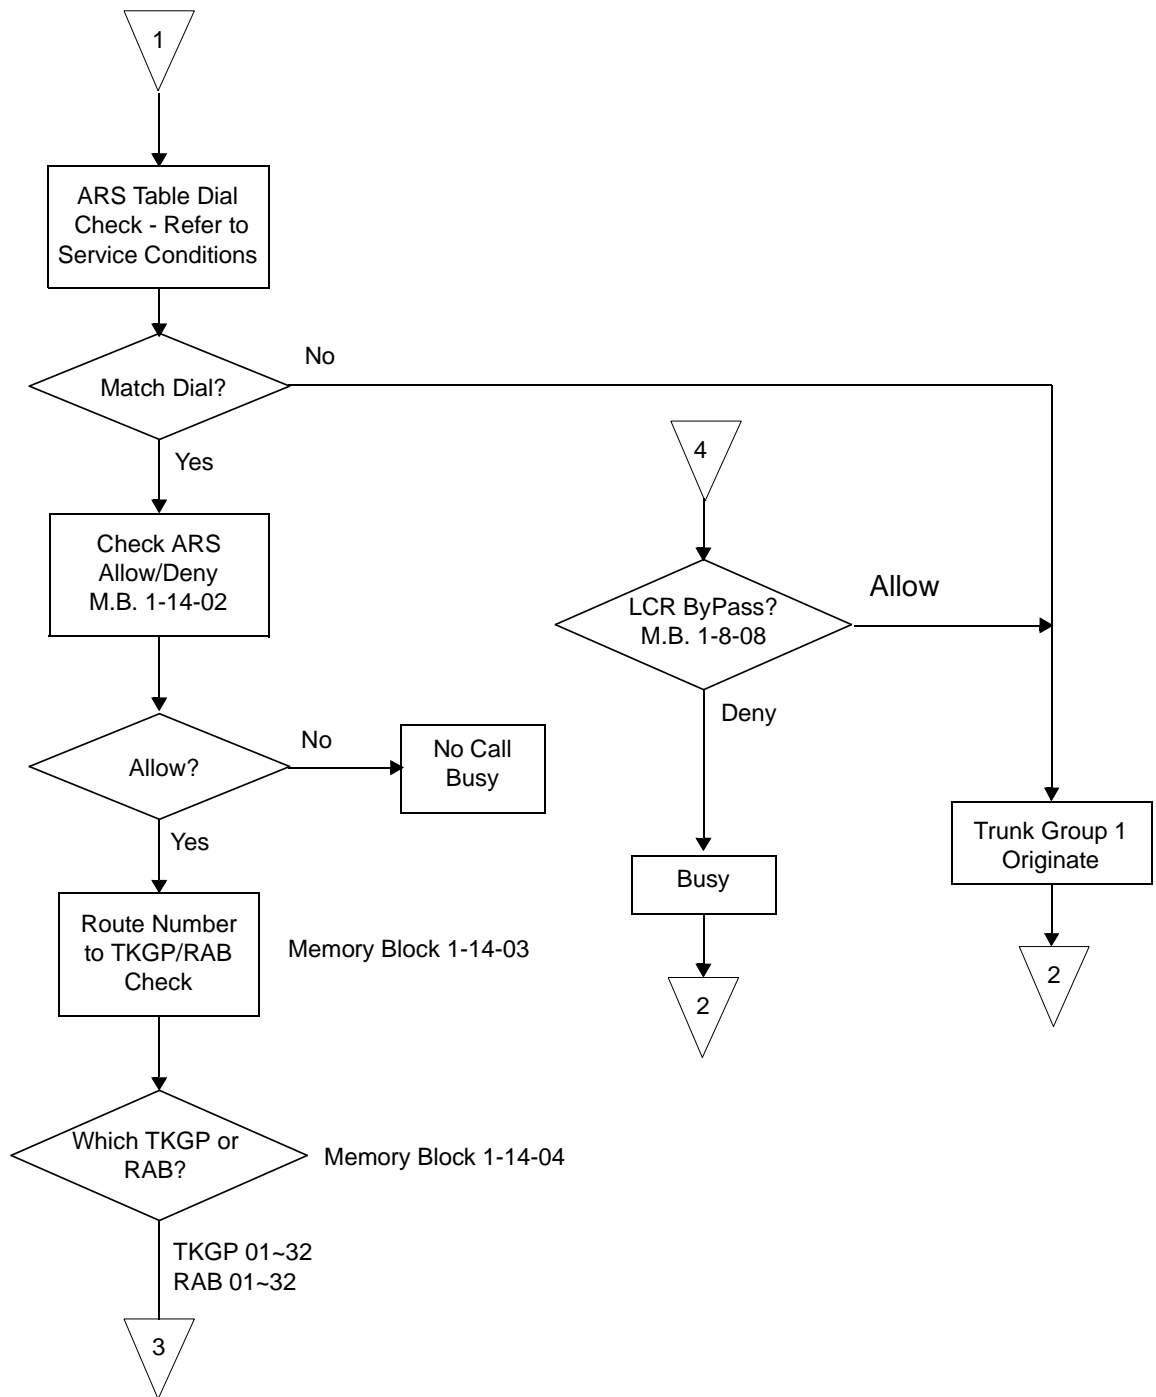 1
ARS Table Dial
Check - Refer to
Service Conditions
No
Match Dial?
Yes
4
Check ARS
Allow/Deny
M.B. 1-14-02
LCR ByPass?
M.B. 1-8-08
Allow
Deny
No
No Call
Busy
Allow?
Yes
Trunk Group 1
Originate
Busy
Route Number
to TKGP/RAB
Check
Memory Block 1-14-03
2
2
Which TKGP or
RAB?
Memory Block 1-14-04
TKGP 01~32
RAB 01~32
3